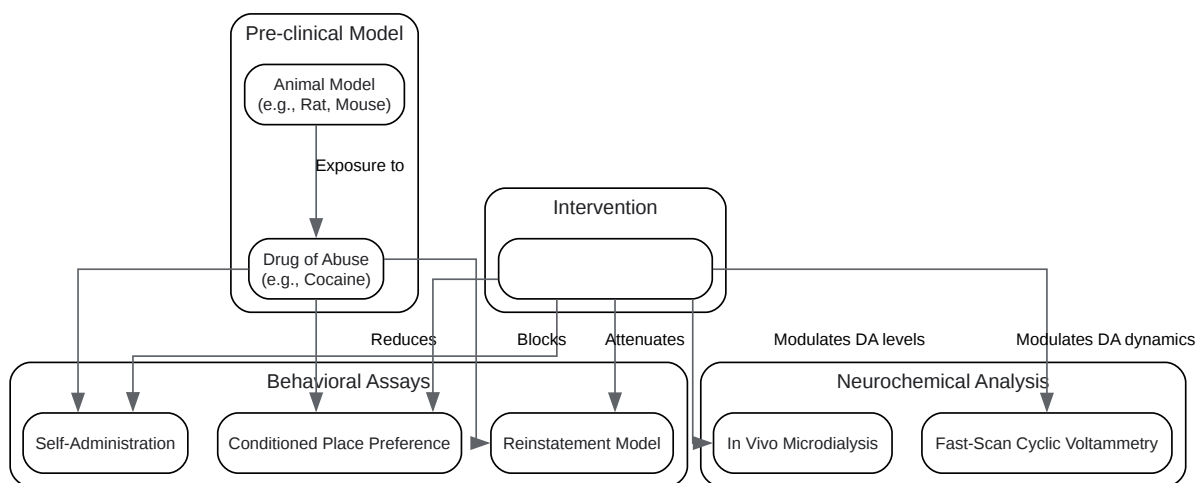 Pre-clinical Model
Animal Model
(e.g., Rat, Mouse)
Exposure to
Intervention
Drug of Abuse
(e.g., Cocaine)
Reduces
Blocks
Attenuates
Modulates DA levels
Modulates DA dynamics
Behavioral Assays
Neurochemical Analysis
Self-Administration
Conditioned Place Preference
Reinstatement Model
In Vivo Microdialysis
Fast-Scan Cyclic Voltammetry